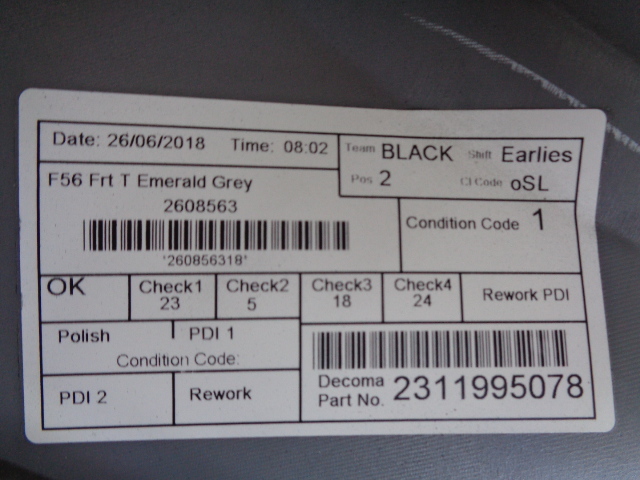 Date: 26/06/2018 Time: 08:02
Team BLACK Shift Earlies
Pos 2 Cl Code oSL
F56 Frt T Emerald Grey
2608563
*260856318*
Condition Code 1
OK
Check1 23
Check2 5
Check3 18
Check4 24
Rework PDI
Polish PDI 1
Condition Code:
PDI 2 Rework
Decoma
Part No. 2311995078